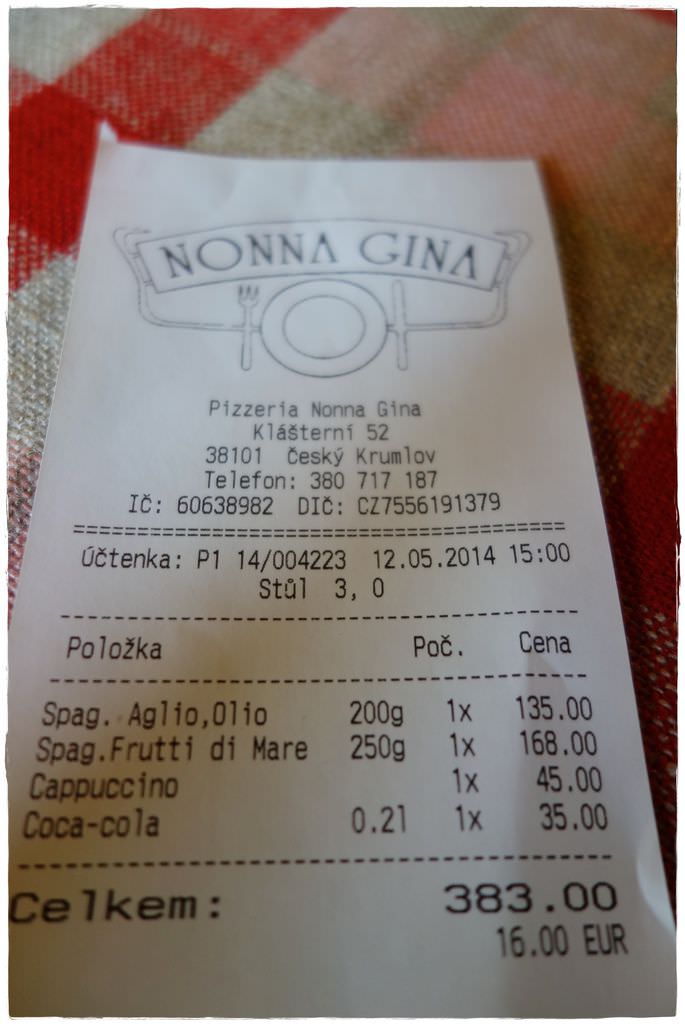 NONNA GINA
Pizzeria Nonna Gina
Klášterní 52
38101 Český Krumlov
Telefon: 380 717 187
IČ: 60638982 DIČ: CZ7556191379
Účtenka: P1 14/004223 12.05.2014 15:00
Stůl 3, 0
Položka Poč. Cena
Spag. Aglio,Olio 200g 1x 135.00
Spag.Frutti di Mare 250g 1x 168.00
Cappuccino 1x 45.00
Coca-cola 0.2l 1x 35.00
Celkem: 383.00
16.00 EUR